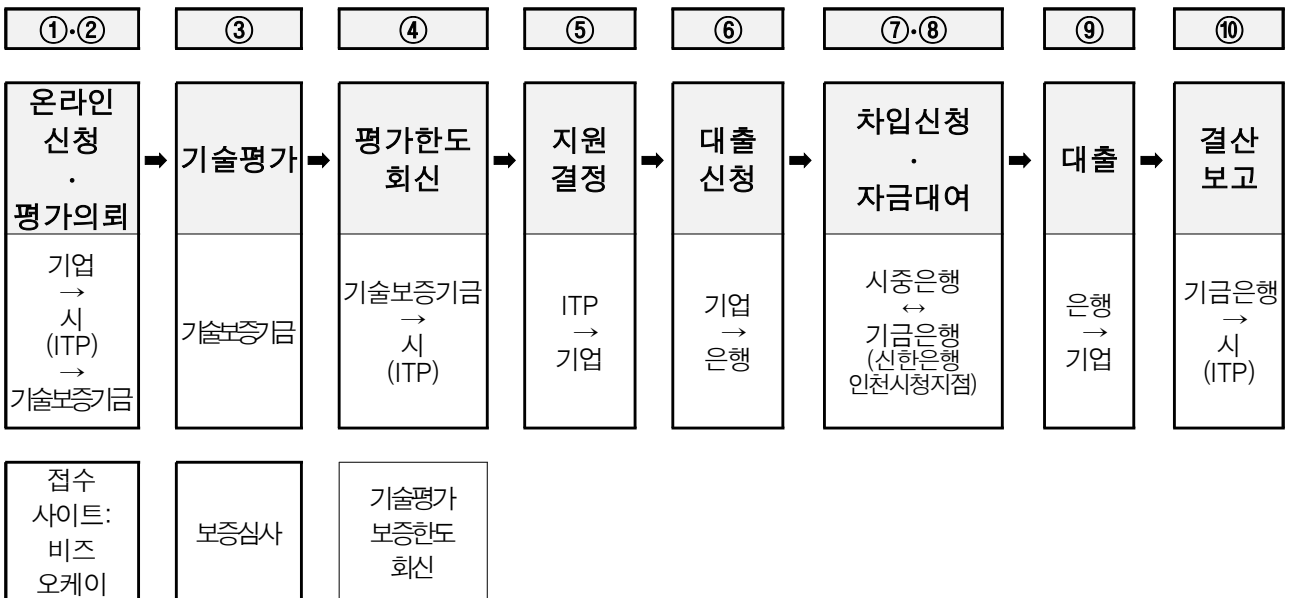 ①·② ③ ④ ⑤ ⑥ ⑦·⑧ ⑨ ⑩
온라인
신청
·
평가의뢰
➡
기술평가
➡
평가한도
회신
➡
지원
결정
➡
대출
신청
➡
차입신청
·
자금대여
➡
대출
➡
결산
보고
기업
→
시
(ITP)
→
기술보증기금
기술보증기금
기술보증기금
→
시
(ITP)
ITP
→
기업
기업
→
은행
시중은행
↔
기금은행
(신한은행
인천시청지점)
은행
→
기업
기금은행
→
시
(ITP)
접수
사이트:
비즈
오케이
보증심사
기술평가
보증한도
회신